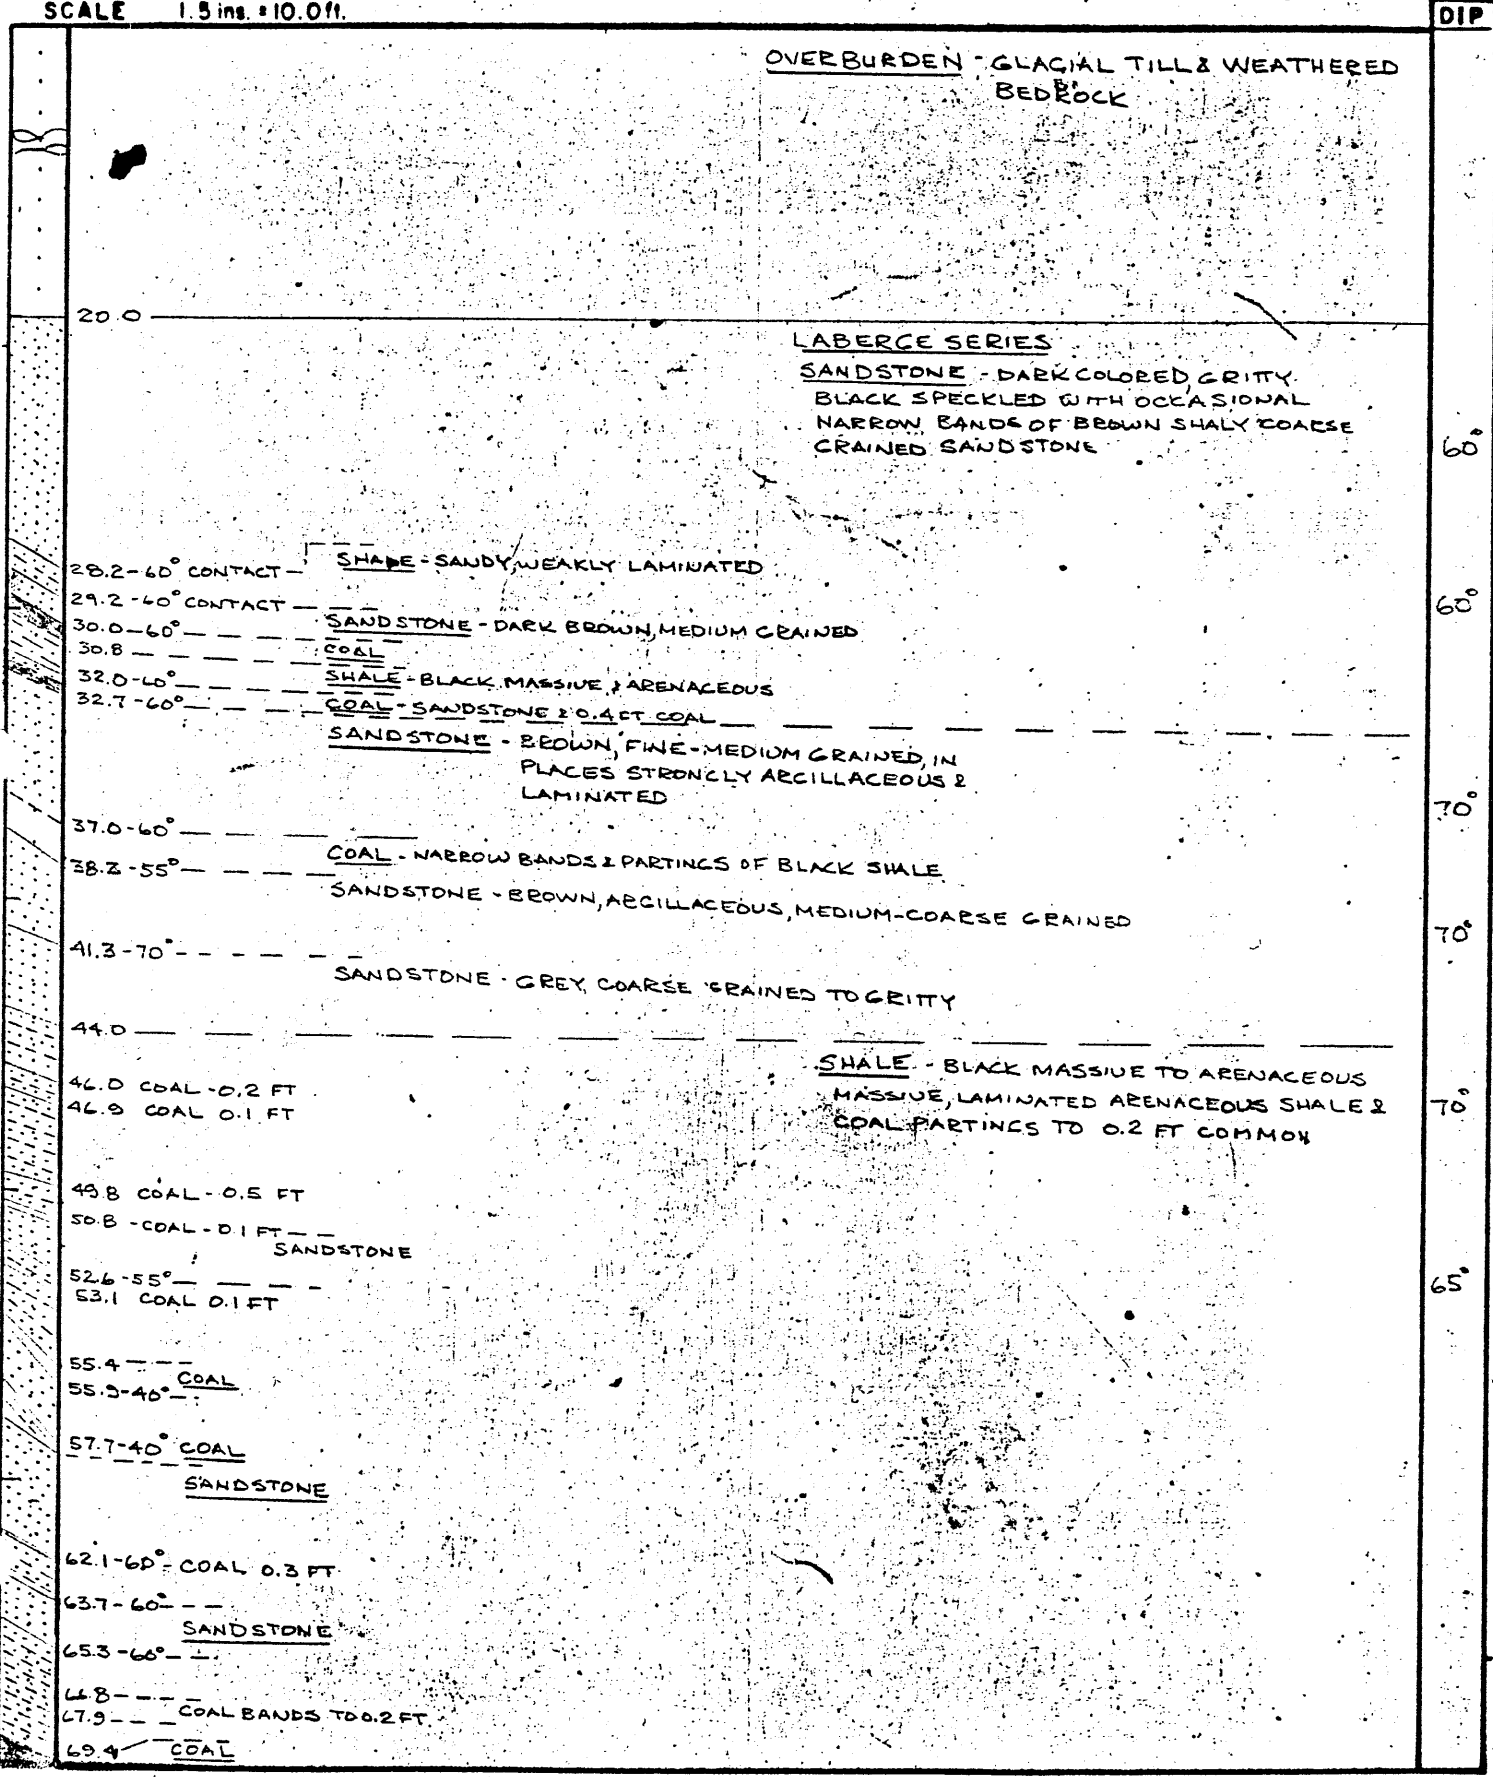 SCALE 1.5 ins. = 10.0 ft.
DIP
OVERBURDEN - GLACIAL TILL & WEATHERED
BEDROCK
20.0
LABERGE SERIES
SANDSTONE - DARK COLORED, GRITTY
BLACK SPECKLED WITH OCCASIONAL
NARROW BANDS OF BROWN SHALY COARSE
GRAINED SANDSTONE
60°
28.2-60° CONTACT - SHALE - SANDY, WEAKLY LAMINATED
29.2-60° CONTACT
60°
SANDSTONE - DARK BROWN, MEDIUM GRAINED
30.0-60°
30.8 COAL
SHALE - BLACK MASSIVE & ARENACEOUS
32.0-60°
32.7-60° COAL - SANDSTONE & 0.4 FT COAL
SANDSTONE - BROWN, FINE-MEDIUM GRAINED, IN
PLACES STRONGLY ARGILLACEOUS &
LAMINATED
70°
37.0-60°
COAL - NARROW BANDS & PARTINGS OF BLACK SHALE
-55°
SANDSTONE - BROWN, ARGILLACEOUS, MEDIUM-COARSE GRAINED
70°
41.3-70°
SANDSTONE - GREY, COARSE GRAINED TO GRITTY
44.0
SHALE - BLACK MASSIVE TO ARENACEOUS
MASSIVE, LAMINATED ARENACEOUS SHALE &
COAL PARTINGS TO 0.2 FT COMMON
46.0 COAL - 0.2 FT
46.9 COAL 0.1 FT
70°
49.8 COAL - 0.5 FT
50.8 - COAL - 0.1 FT
SANDSTONE
52.6-55°
53.1 COAL 0.1 FT
65°
55.4
COAL
55.9-40°
57.7-40° COAL
SANDSTONE
62.1-60° - COAL 0.3 FT
63.7-60°
SANDSTONE
65.3-60°
66.8
67.9 COAL BANDS TO 0.2 FT
69.4 COAL